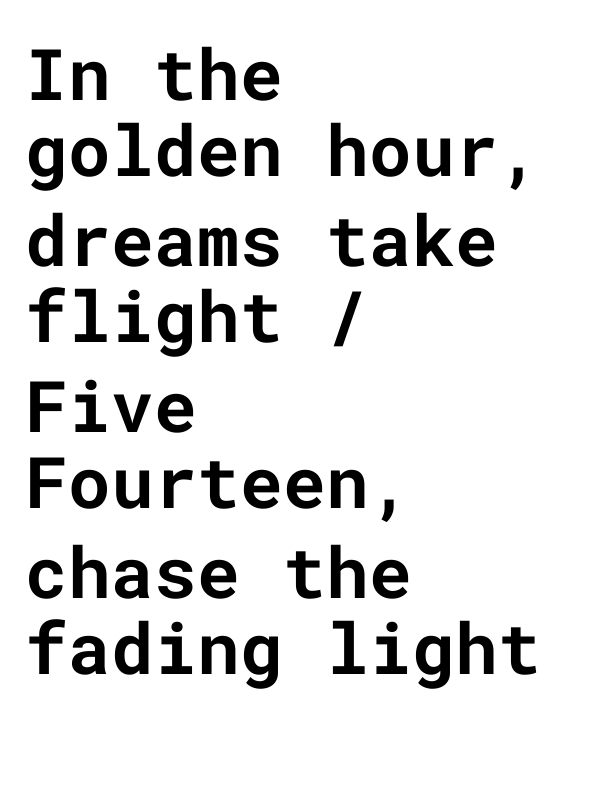 In the
golden hour,
dreams take
flight /
Five
Fourteen,
chase the
fading light